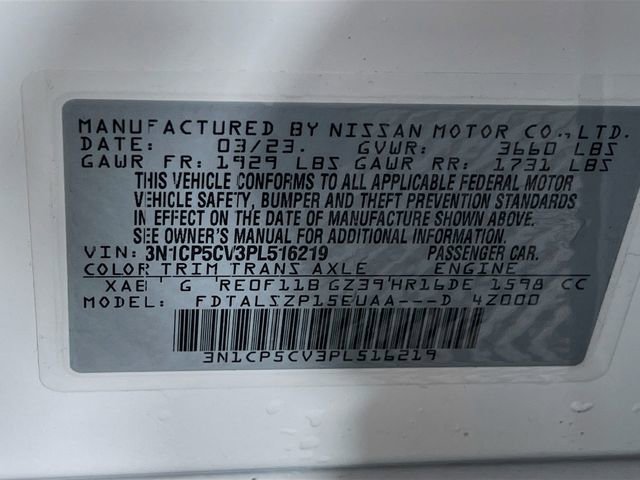 MANUFACTURED BY NISSAN MOTOR CO., LTD.
DATE: 03/23. GVWR: 3660 LBS
GAWR FR: 1929 LBS GAWR RR: 1731 LBS
THIS VEHICLE CONFORMS TO ALL APPLICABLE FEDERAL MOTOR
VEHICLE SAFETY, BUMPER AND THEFT PREVENTION STANDARDS
IN EFFECT ON THE DATE OF MANUFACTURE SHOWN ABOVE.
SEE OWNER'S MANUAL FOR ADDITIONAL INFORMATION.
VIN: 3N1CP5CV3PL516219 PASSENGER CAR.
COLOR TRIM TRANS AXLE ENGINE
XAB G RE0F11B GZ39 HR16DE 1598 CC
FDTALSZP15EUAA---D 4Z000
3N1CP5CV3PL516219